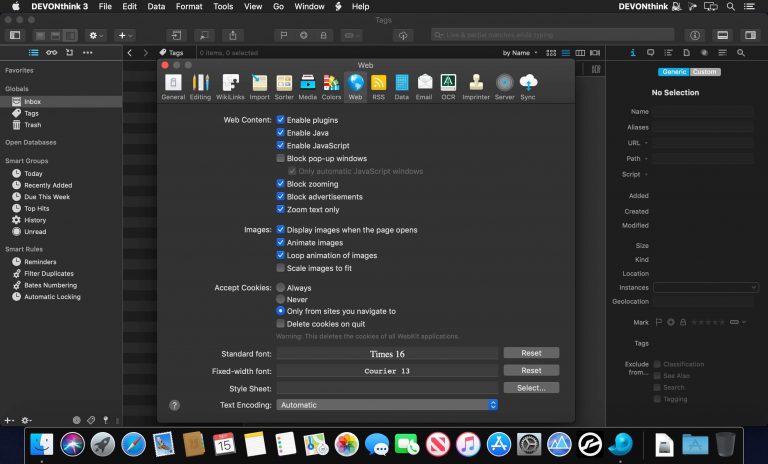 DEVONthink 3 File Edit Data Format Tools View Go Window Help DEVONthink
Tags
Live & partial matches while typing
Tags 0 items, 0 selected by Name
Favorites
Globals
Inbox
Tags
Trash
Open Databases
Smart Groups
Today
Recently Added
Due This Week
Top Hits
History
Unread
Smart Rules
Reminders
Filter Duplicates
Bates Numbering
Automatic Locking
Web
General Editing WikiLinks Import Sorter Media Colors Web RSS Data Email OCR Imprinter Server Sync
Web Content: Enable plugins
Enable Java
Enable JavaScript
Block pop-up windows
Only automatic JavaScript windows
Block zooming
Block advertisements
Zoom text only
Images: Display images when the page opens
Animate images
Loop animation of images
Scale images to fit
Accept Cookies: Always
Never
Only from sites you navigate to
Delete cookies on quit
Warning: This deletes the cookies of all WebKit applications.
Standard font: Times 16 Reset
Fixed-width font: Courier 13 Reset
Style Sheet: Select...
Text Encoding: Automatic
?
Generic Custom
No Selection
Name
Aliases
URL
Path
Script
Added
Created
Modified
Size
Kind
Location
Instances
Geolocation
Mark
Tags
Exclude from... Classification
See Also
Search
Tagging
15